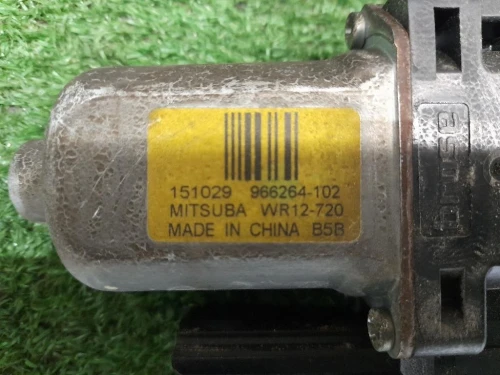 151029 966264-102
MITSUBA WR12-720
MADE IN CHINA B5B